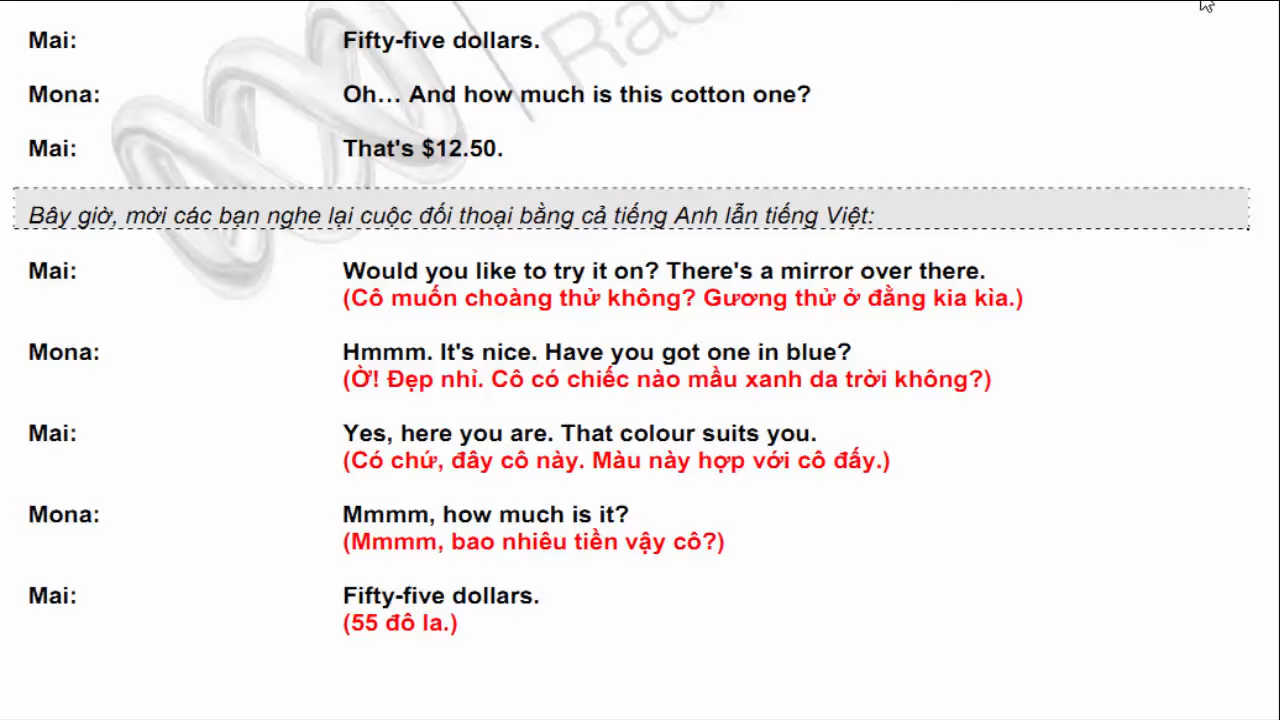 Rad
Mai: Fifty-five dollars.
Mona: Oh… And how much is this cotton one?
Mai: That's $12.50.
Bây giờ, mời các bạn nghe lại cuộc đối thoại bằng cả tiếng Anh lẫn tiếng Việt:
Mai: Would you like to try it on? There's a mirror over there.
(Cô muốn choàng thử không? Gương thử ở đằng kia kìa.)
Mona: Hmmm. It's nice. Have you got one in blue?
(Ờ! Đẹp nhỉ. Cô có chiếc nào mầu xanh da trời không?)
Mai: Yes, here you are. That colour suits you.
(Có chứ, đây cô này. Màu này hợp với cô đấy.)
Mona: Mmmm, how much is it?
(Mmmm, bao nhiêu tiền vậy cô?)
Mai: Fifty-five dollars.
(55 đô la.)